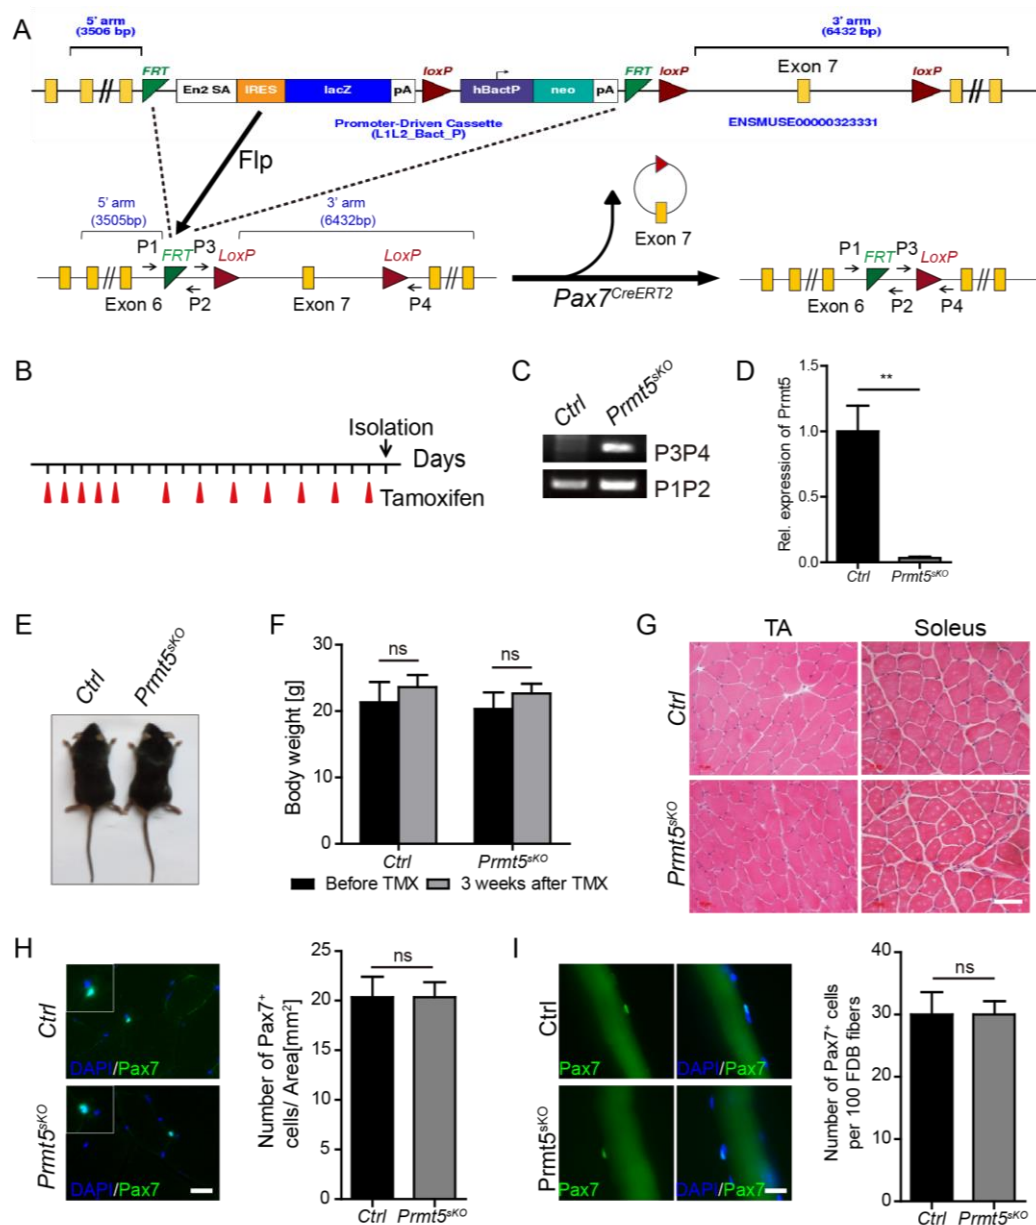 A
5' arm
(3506 bp)
3' arm
(6432 bp)
FRT
loxP
FRT
loxP
Exon 7
loxP
En2 SA
IRES
lacZ
pA
hBactP
neo
pA
Promoter-Driven Cassette
(L1L2_Bact_P)
ENSMUSE00000323331
Flp
5' arm
(3505bp)
3' arm
(6432bp)
P1
FRT
P3
LoxP
LoxP
Exon 6
P2
Exon 7
P4
Exon 7
Pax7CreERT2
P1
FRT
P3
LoxP
Exon 6
P2
P4
B
Isolation
Days
Tamoxifen
C
Ctrl
Prmt5sKO
P3P4
P1P2
D
Rel. expression of Prmt5
1.5
1.0
0.5
0.0
**
Ctrl
Prmt5sKO
E
Ctrl
Prmt5sKO
F
Body weight [g]
30
20
10
0
ns
ns
Ctrl
Prmt5sKO
Before TMX
3 weeks after TMX
G
TA
Soleus
Ctrl
Prmt5sKO
H
Ctrl
DAPI/Pax7
Prmt5sKO
DAPI/Pax7
Number of Pax7+
cells/ Area[mm2]
25
20
15
10
5
0
ns
Ctrl
Prmt5sKO
I
Ctrl
Pax7
DAPI/Pax7
Prmt5sKO
Pax7
DAPI/Pax7
Number of Pax7+ cells
per 100 FDB fibers
40
30
20
10
0
ns
Ctrl
Prmt5sKO